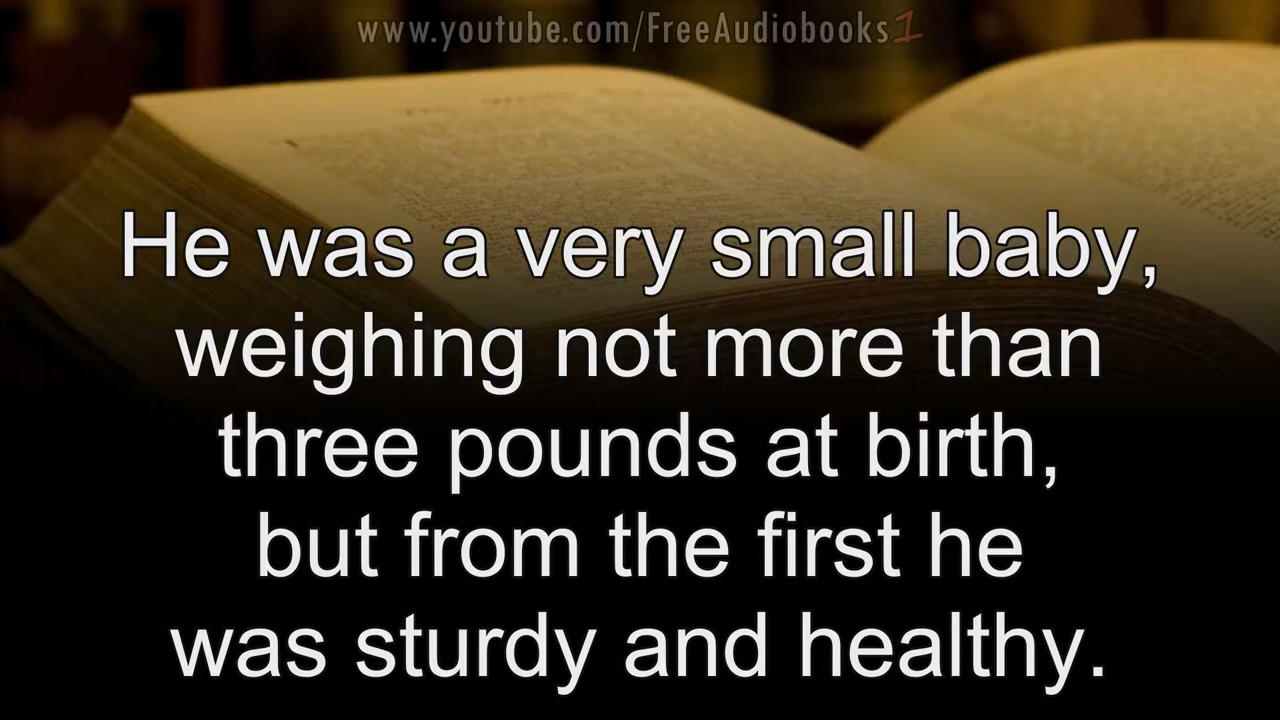 www.youtube.com/FreeAudiobooks1
He was a very small baby,
weighing not more than
three pounds at birth,
but from the first he
was sturdy and healthy.